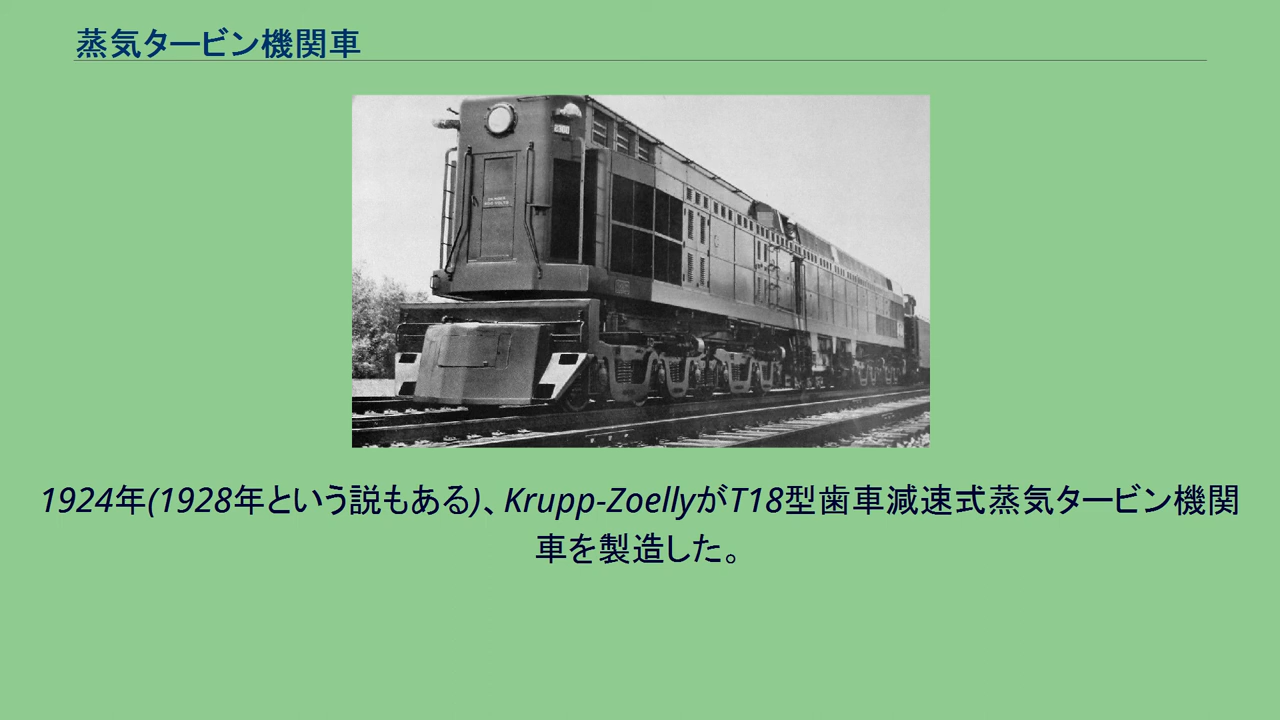 蒸気タービン機関車
1924年(1928年という説もある)、Krupp-ZoellyがT18型歯車減速式蒸気タービン機関
車を製造した。